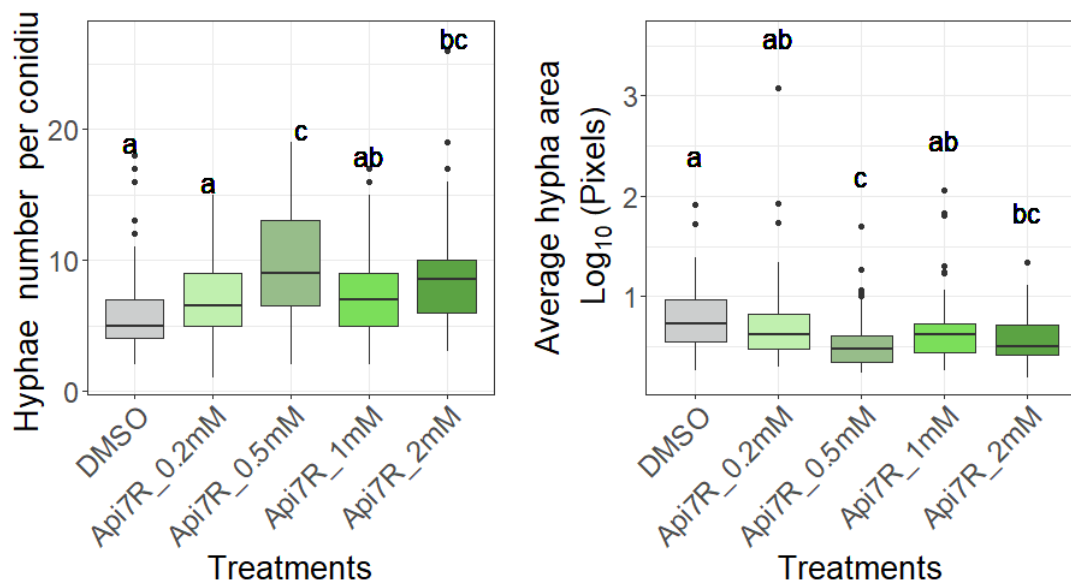 Hyphae number per conidiu
20
10
0
a
a
c
ab
bc
DMSO
Api7R_0.2mM
Api7R_0.5mM
Api7R_1mM
Api7R_2mM
Treatments
Average hypha area
Log₁₀ (Pixels)
3
2
1
a
ab
c
ab
bc
DMSO
Api7R_0.2mM
Api7R_0.5mM
Api7R_1mM
Api7R_2mM
Treatments